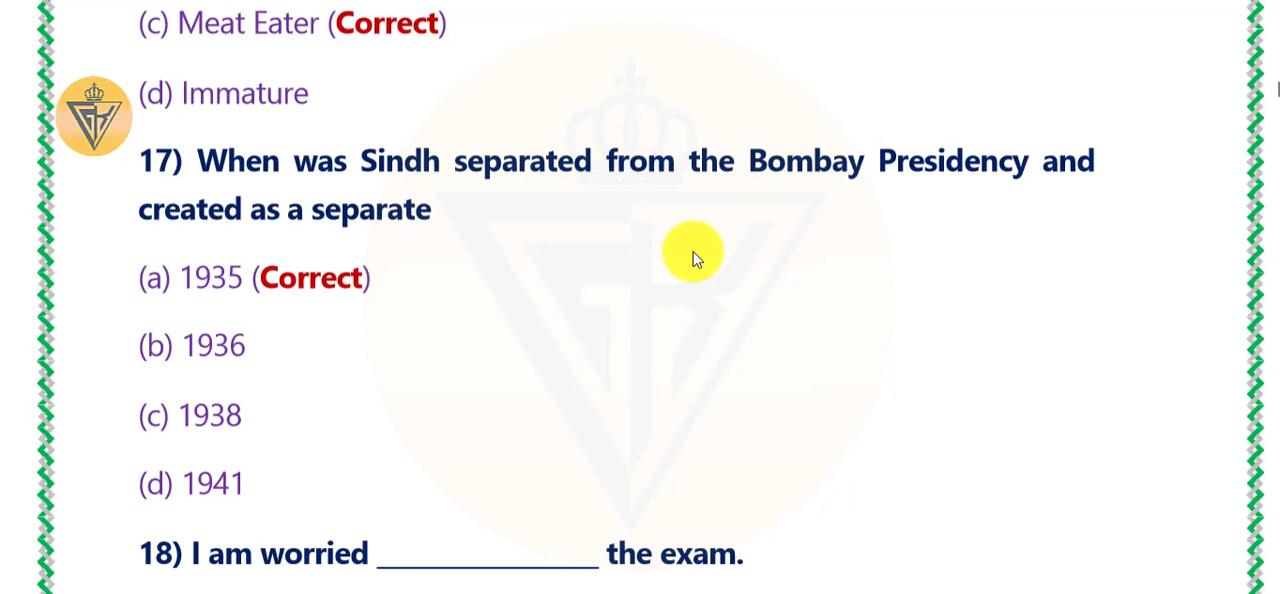 (c) Meat Eater (Correct)
(d) Immature
17) When was Sindh separated from the Bombay Presidency and
created as a separate
(a) 1935 (Correct)
(b) 1936
(c) 1938
(d) 1941
18) I am worried ______________ the exam.